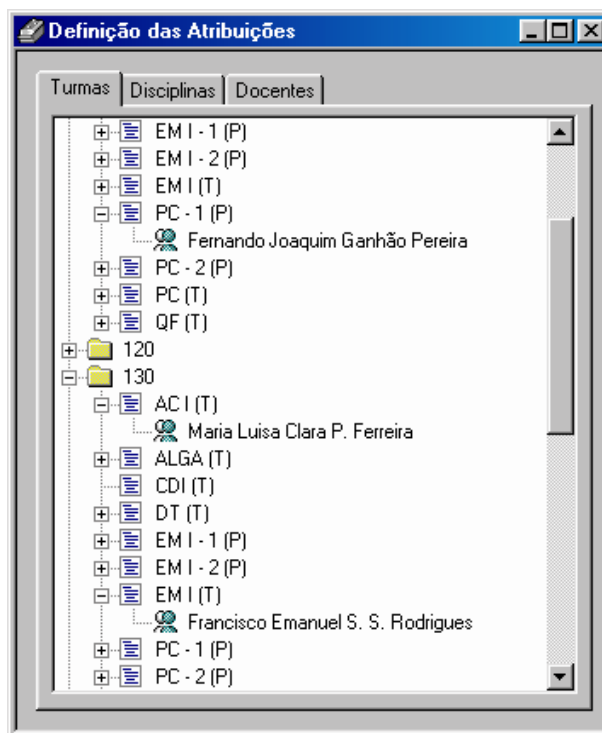 Definição das Atribuições
Turmas Disciplinas Docentes
EM I - 1 (P)
EM I - 2 (P)
EM I (T)
PC - 1 (P)
Fernando Joaquim Ganhão Pereira
PC - 2 (P)
PC (T)
QF (T)
120
130
AC I (T)
Maria Luisa Clara P. Ferreira
ALGA (T)
CDI (T)
DT (T)
EM I - 1 (P)
EM I - 2 (P)
EM I (T)
Francisco Emanuel S. S. Rodrigues
PC - 1 (P)
PC - 2 (P)